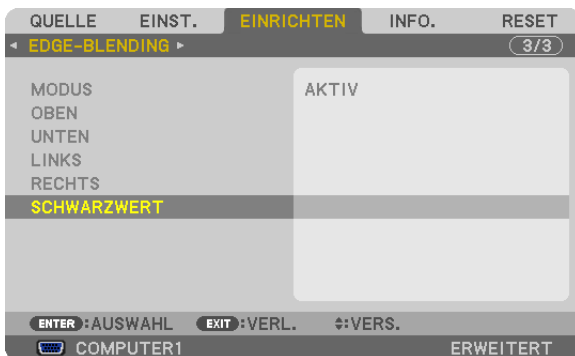 QUELLE EINST. EINRICHTEN INFO. RESET
◂ EDGE-BLENDING ▸ 3/3
MODUS AKTIV
OBEN
UNTEN
LINKS
RECHTS
SCHWARZWERT
ENTER :AUSWAHL EXIT :VERL. ◆:VERS.
COMPUTER1 ERWEITERT